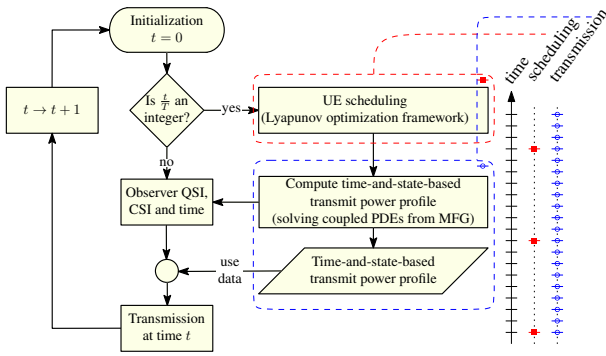 Initialization
t = 0
time
scheduling
transmission
t → t + 1
Is t/T an
integer?
yes
UE scheduling
(Lyapunov optimization framework)
no
Observer QSI,
CSI and time
Compute time-and-state-based
transmit power profile
(solving coupled PDEs from MFG)
use
data
Time-and-state-based
transmit power profile
Transmission
at time t